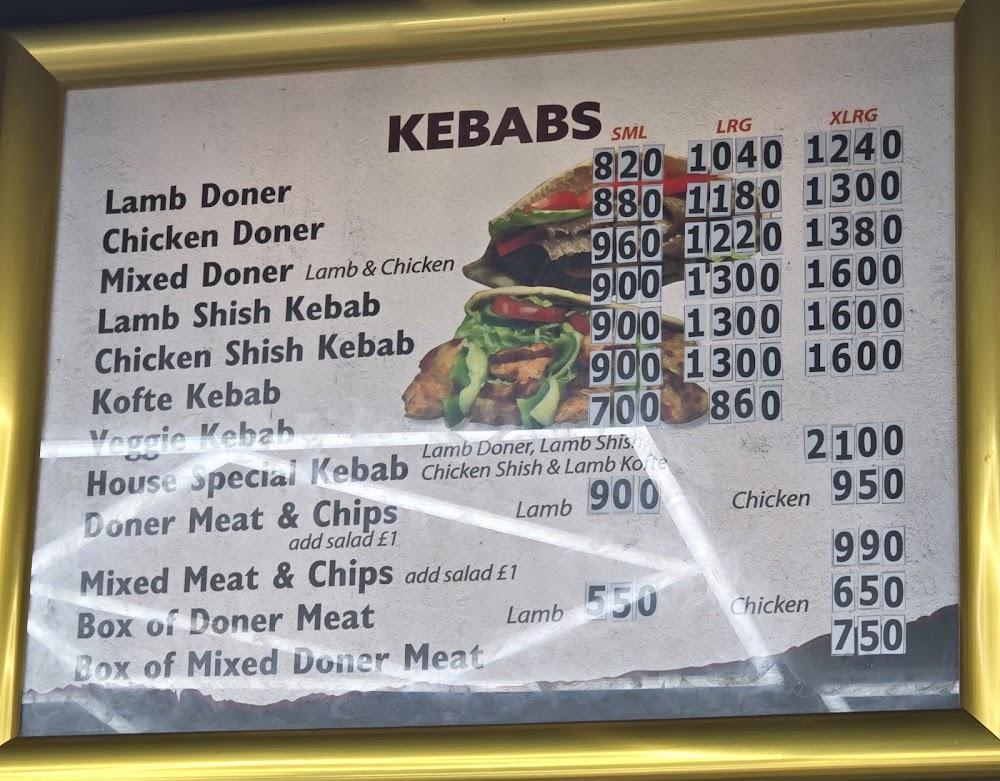 KEBABS SML LRG XLRG
Lamb Doner 820 1040 1240
Chicken Doner 880 1180 1300
Mixed Doner Lamb & Chicken 960 1220 1380
Lamb Shish Kebab 900 1300 1600
Chicken Shish Kebab 900 1300 1600
Kofte Kebab 900 1300 1600
Veggie Kebab 700 860
House Special Kebab Lamb Doner, Lamb Shish, 2100
Chicken Shish & Lamb Kofte
Doner Meat & Chips Lamb 900 Chicken 950
add salad £1
Mixed Meat & Chips add salad £1 990
Box of Doner Meat Lamb 550 Chicken 650
Box of Mixed Doner Meat 750